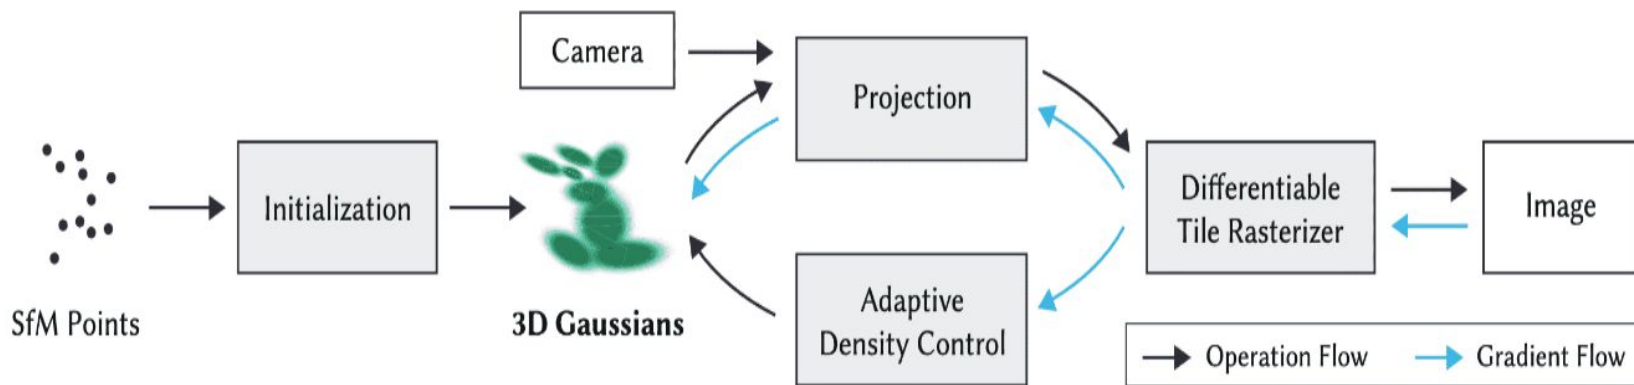 Camera
Projection
Initialization
Differentiable
Tile Rasterizer
Image
SfM Points
3D Gaussians
Adaptive
Density Control
Operation Flow
Gradient Flow